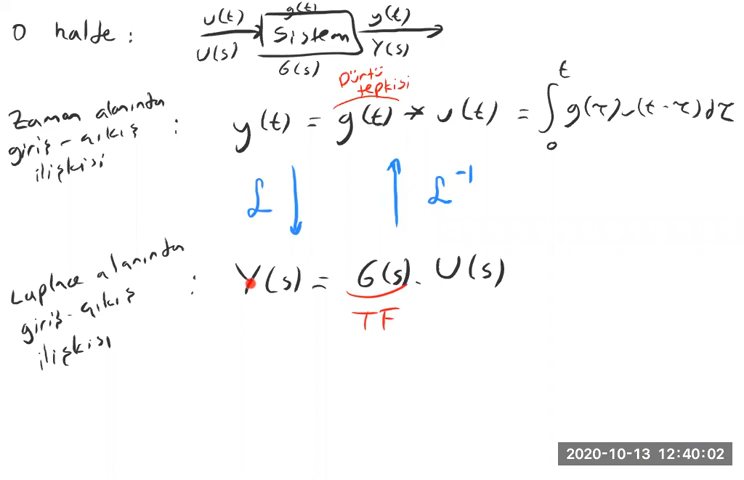 O halde :
u(t) g(t) y(t)
U(s) Sistem Y(s)
G(s)
Dürtü
tepkisi
Zaman alanında
giriş-çıkış
ilişkisi :
y(t) = g(t) * u(t) = ∫₀ᵗ g(τ) u(t-τ) dτ
ℒ ℒ⁻¹
Laplace alanında
giriş-çıkış
ilişkisi :
Y(s) = G(s) . U(s)
TF
2020-10-13 12:40:02